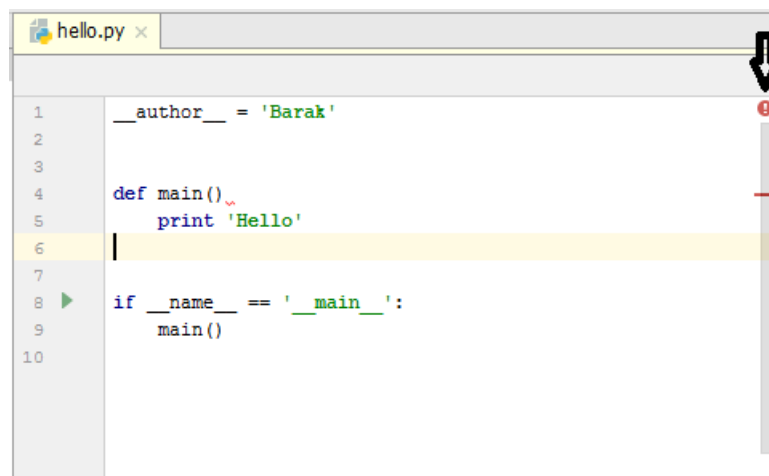 hello.py
1 __author__ = 'Barak'
2
3
4 def main()
5     print 'Hello'
6
7
8 if __name__ == '__main__':
9     main()
10